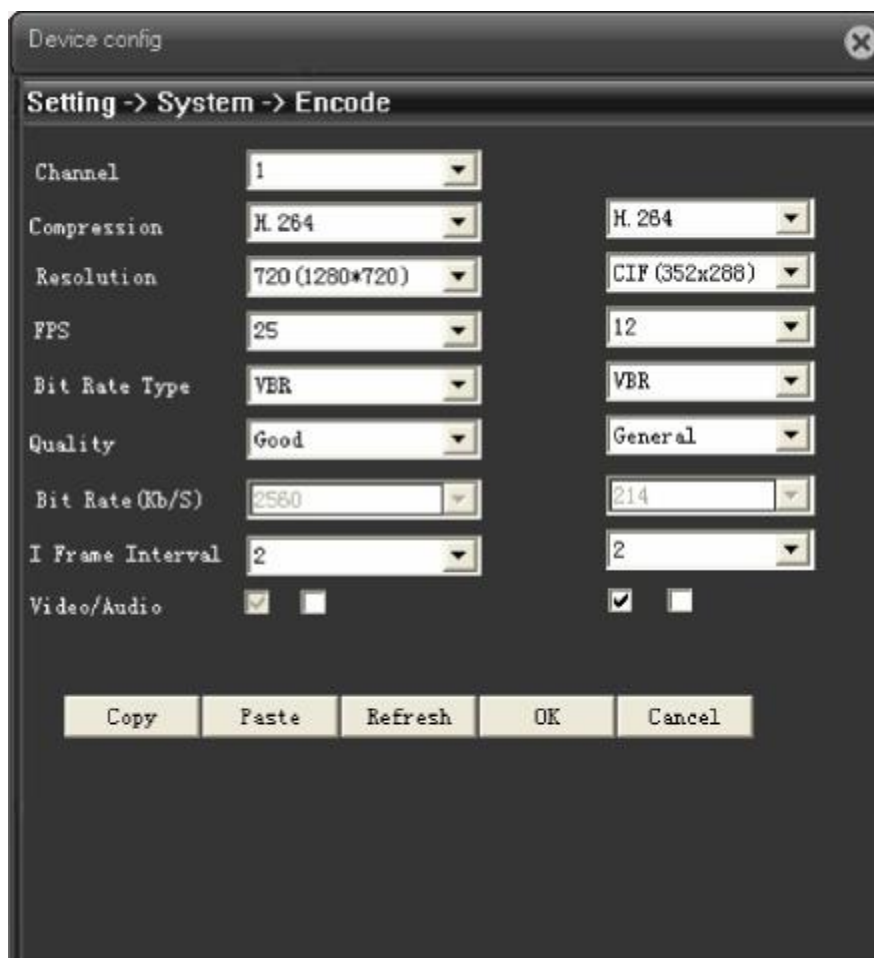 Device config
Setting -> System -> Encode
Channel 1
Compression H.264 H.264
Resolution 720(1280*720) CIF(352x288)
FPS 25 12
Bit Rate Type VBR VBR
Quality Good General
Bit Rate(Kb/S) 2560 214
I Frame Interval 2 2
Video/Audio
Copy Paste Refresh OK Cancel